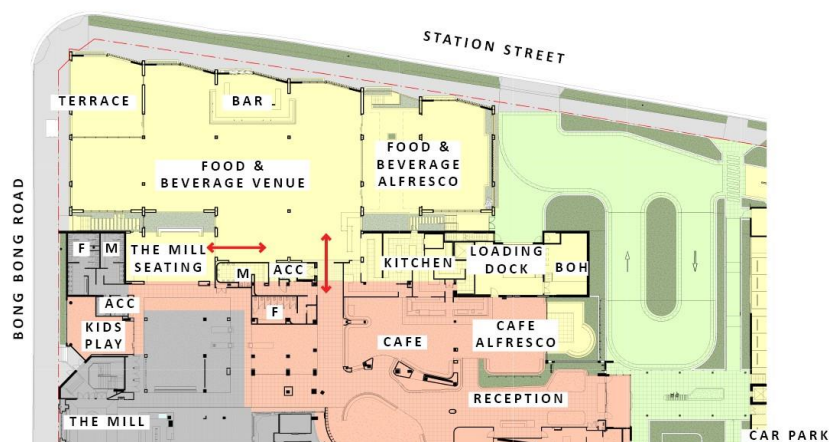 STATION STREET
TERRACE
BAR
FOOD &
BEVERAGE VENUE
FOOD &
BEVERAGE
ALFRESCO
BONG BONG ROAD
F
M
THE MILL
SEATING
M
ACC
KITCHEN
LOADING
DOCK
BOH
ACC
F
KIDS
PLAY
CAFE
CAFE
ALFRESCO
RECEPTION
THE MILL
CAR PARK